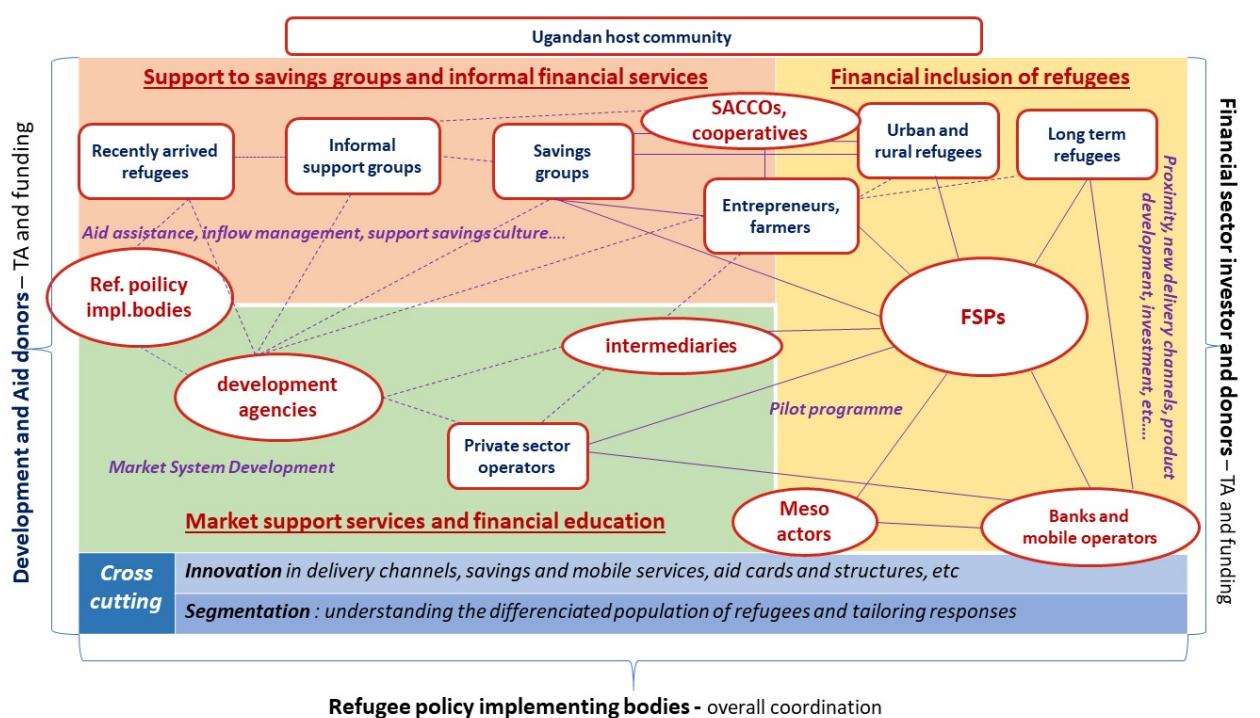 Ugandan host community
Support to savings groups and informal financial services
Financial inclusion of refugees
SACCOs,
cooperatives
Recently arrived
refugees
Informal
support groups
Savings
groups
Urban and
rural refugees
Long term
refugees
Entrepreneurs,
farmers
Aid assistance, inflow management, support savings culture....
Ref. poilicy
impl.bodies
FSPs
intermediaries
development
agencies
Pilot programme
Private sector
operators
Market System Development
Meso
actors
Banks and
mobile operators
Market support services and financial education
Proximity, new delivery channels, product
development, investment, etc....
Development and Aid donors – TA and funding
Financial sector investor and donors – TA and funding
Cross
cutting
Innovation in delivery channels, savings and mobile services, aid cards and structures, etc
Segmentation : understanding the differenciated population of refugees and tailoring responses
Refugee policy implementing bodies - overall coordination